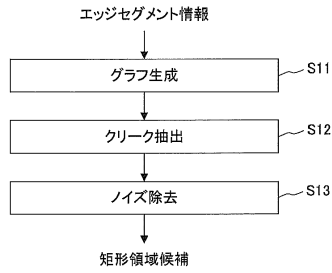 エッジセグメント情報
グラフ生成
S11
クリーク抽出
S12
ノイズ除去
S13
矩形領域候補